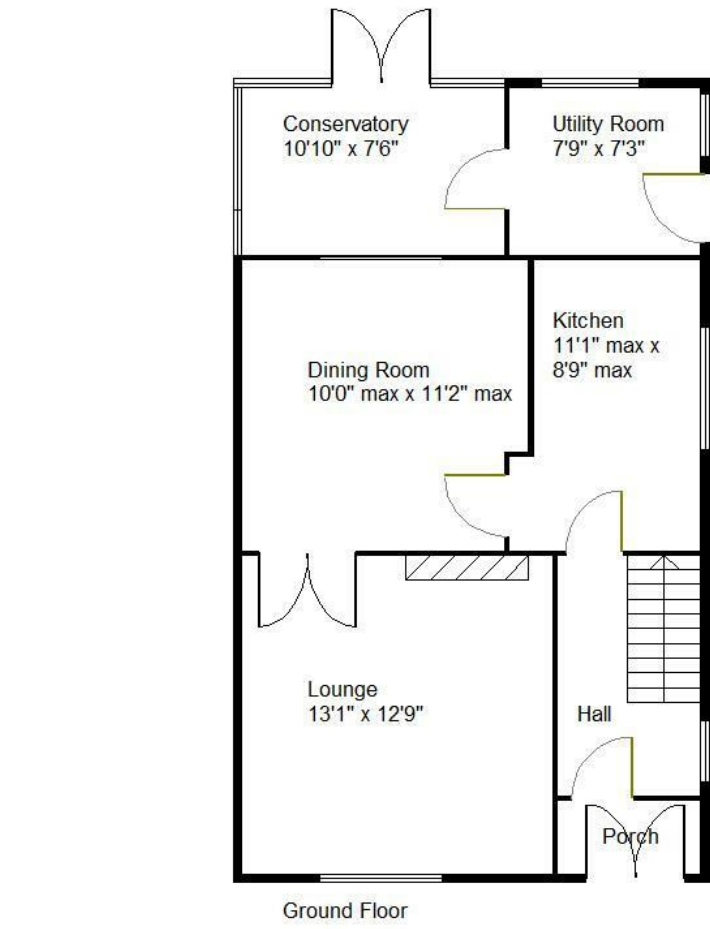 Conservatory
10'10" x 7'6"
Utility Room
7'9" x 7'3"
Kitchen
11'1" max x
8'9" max
Dining Room
10'0" max x 11'2" max
Lounge
13'1" x 12'9"
Hall
Porch
Ground Floor